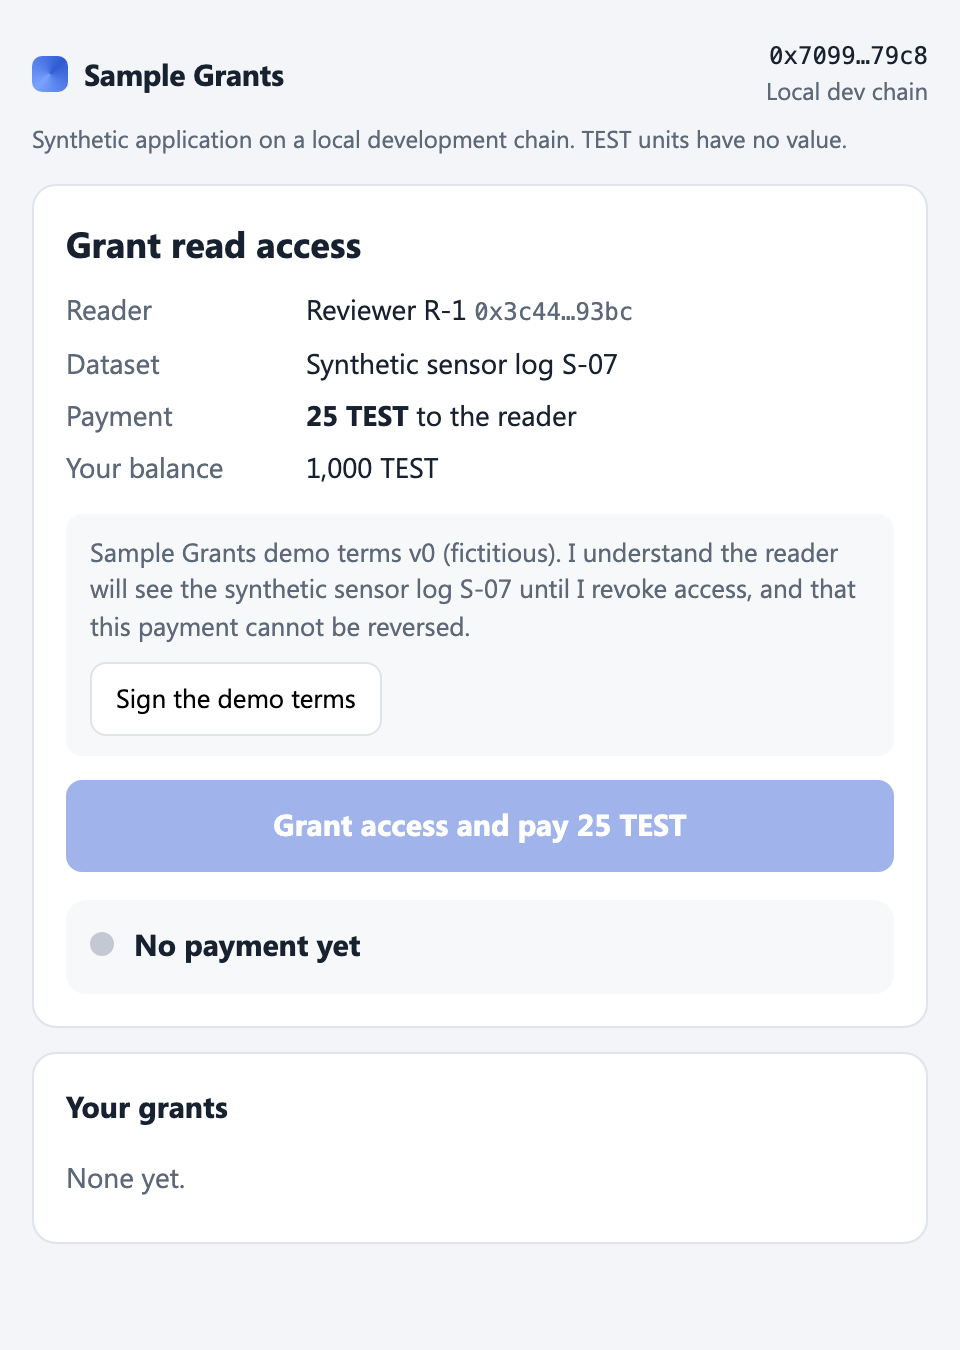 Sample Grants
0x7099…79c8
Local dev chain
Synthetic application on a local development chain. TEST units have no value.
Grant read access
Reader Reviewer R-1 0x3c44…93bc
Dataset Synthetic sensor log S-07
Payment 25 TEST to the reader
Your balance 1,000 TEST
Sample Grants demo terms v0 (fictitious). I understand the reader
will see the synthetic sensor log S-07 until I revoke access, and that
this payment cannot be reversed.
Sign the demo terms
Grant access and pay 25 TEST
No payment yet
Your grants
None yet.